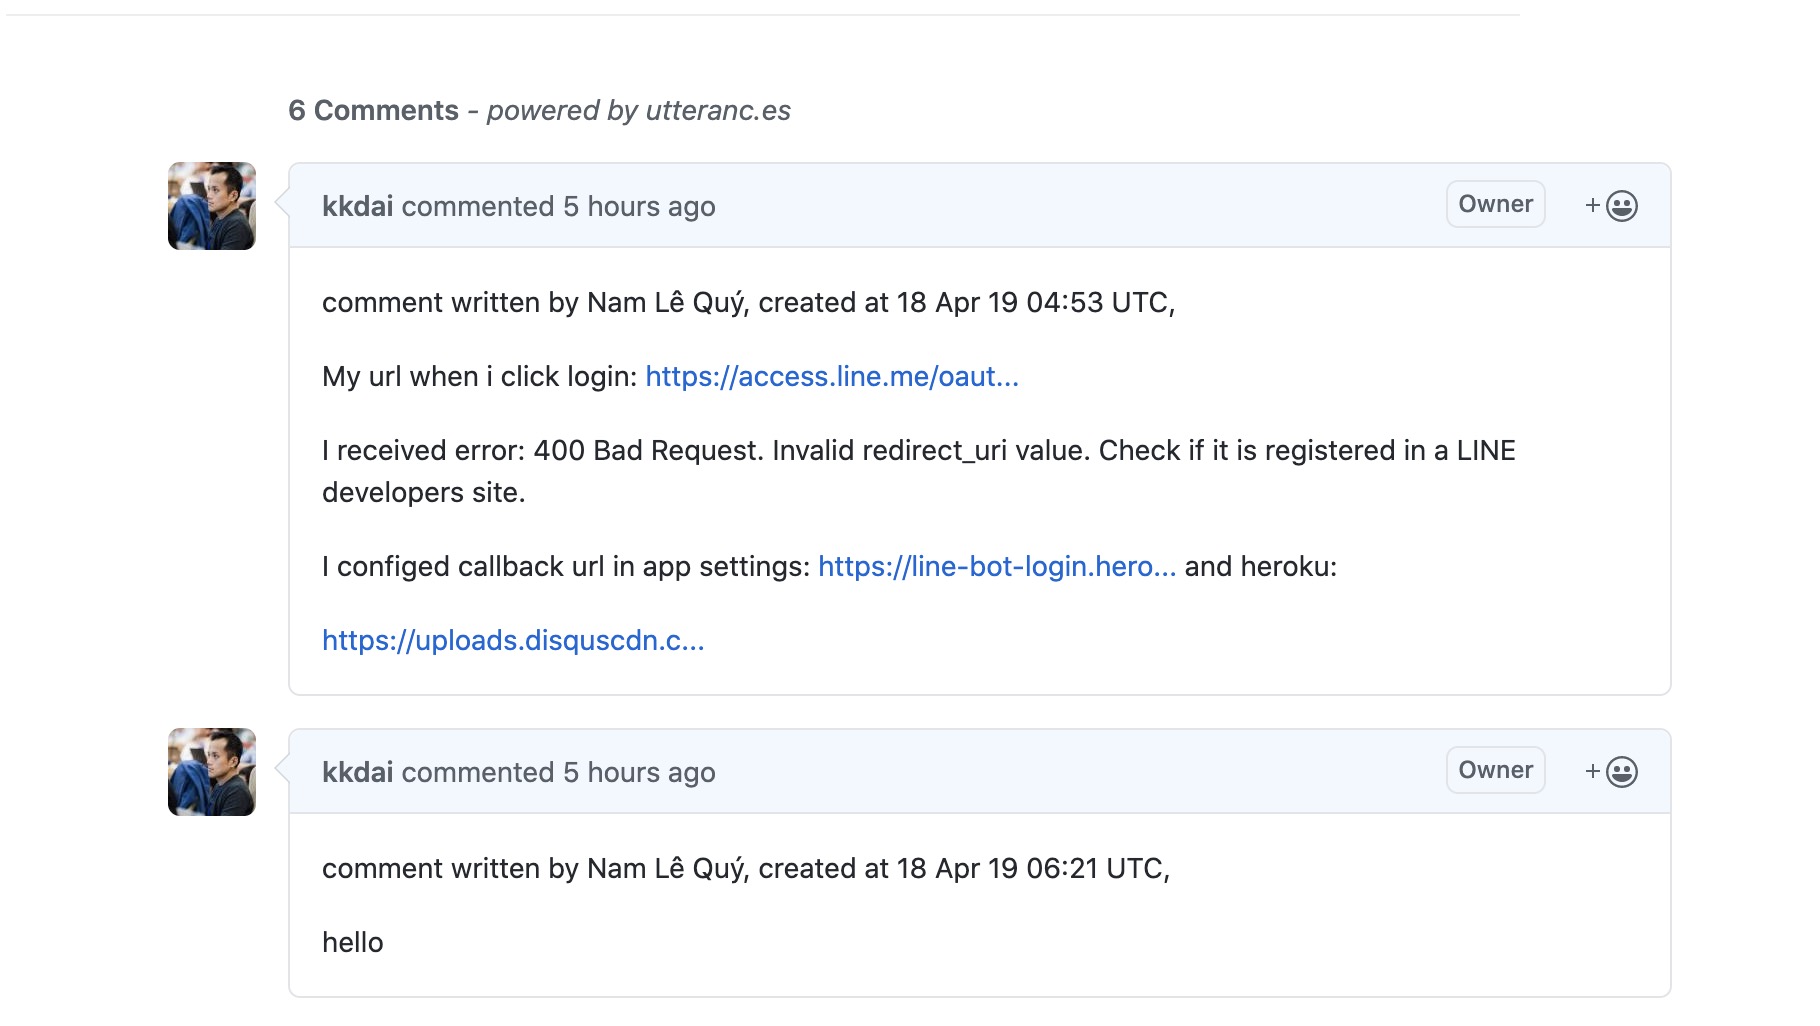 6 Comments - powered by utteranc.es
kkdai commented 5 hours ago
Owner
+
comment written by Nam Lê Quý, created at 18 Apr 19 04:53 UTC,
My url when i click login: https://access.line.me/oaut...
I received error: 400 Bad Request. Invalid redirect_uri value. Check if it is registered in a LINE
developers site.
I configed callback url in app settings: https://line-bot-login.hero... and heroku:
https://uploads.disquscdn.c...
kkdai commented 5 hours ago
Owner
+
comment written by Nam Lê Quý, created at 18 Apr 19 06:21 UTC,
hello